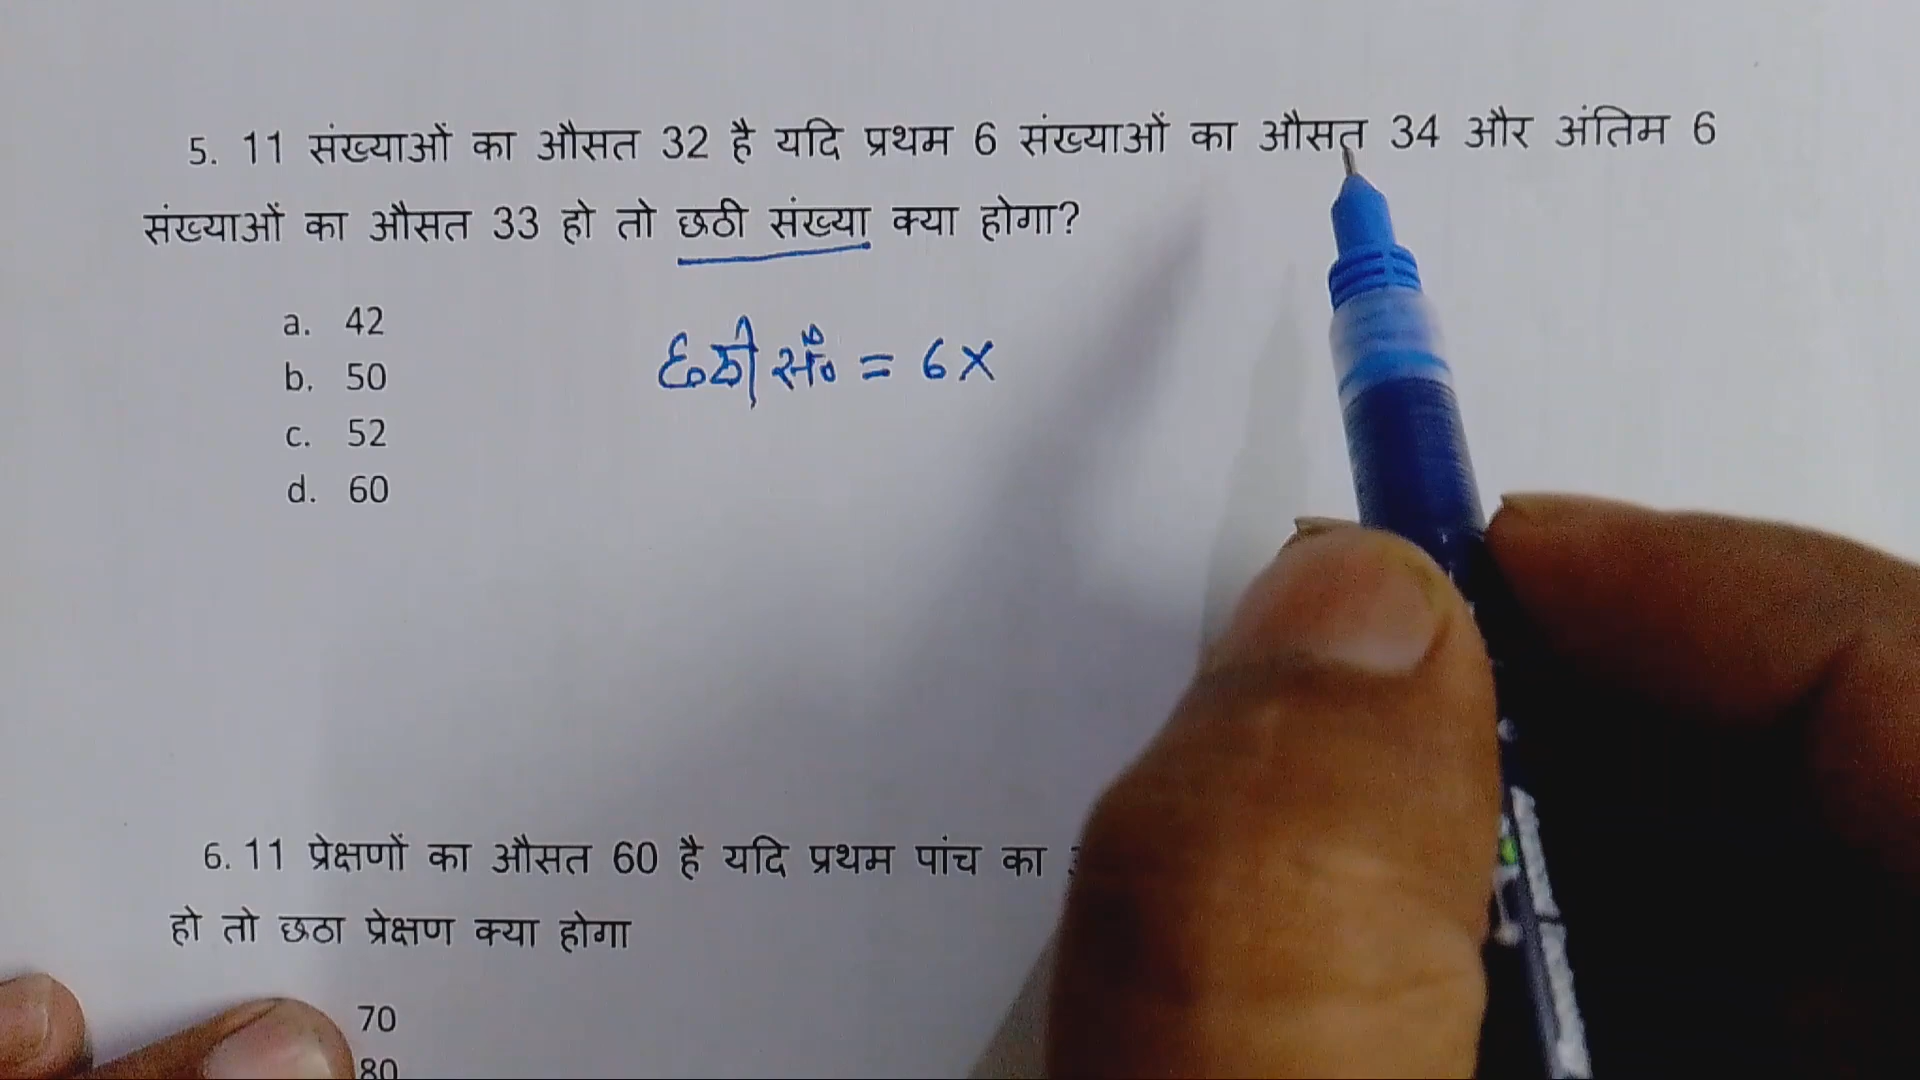 5. 11 संख्याओं का औसत 32 है यदि प्रथम 6 संख्याओं का औसत 34 और अंतिम 6
संख्याओं का औसत 33 हो तो छठी संख्या क्या होगा?
a. 42
b. 50
c. 52
d. 60
छठी सं० = 6×
6. 11 प्रेक्षणों का औसत 60 है यदि प्रथम पांच का
हो तो छठा प्रेक्षण क्या होगा
70
80